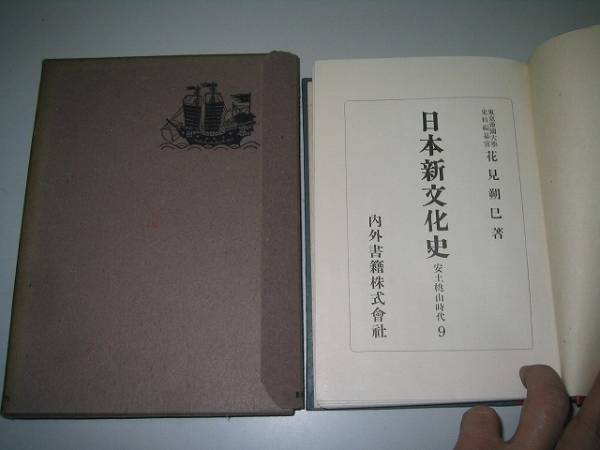 東京帝國大學
史料編纂官
花見朔巳著
日本新文化史
安土桃山時代 9
內外書籍株式會社